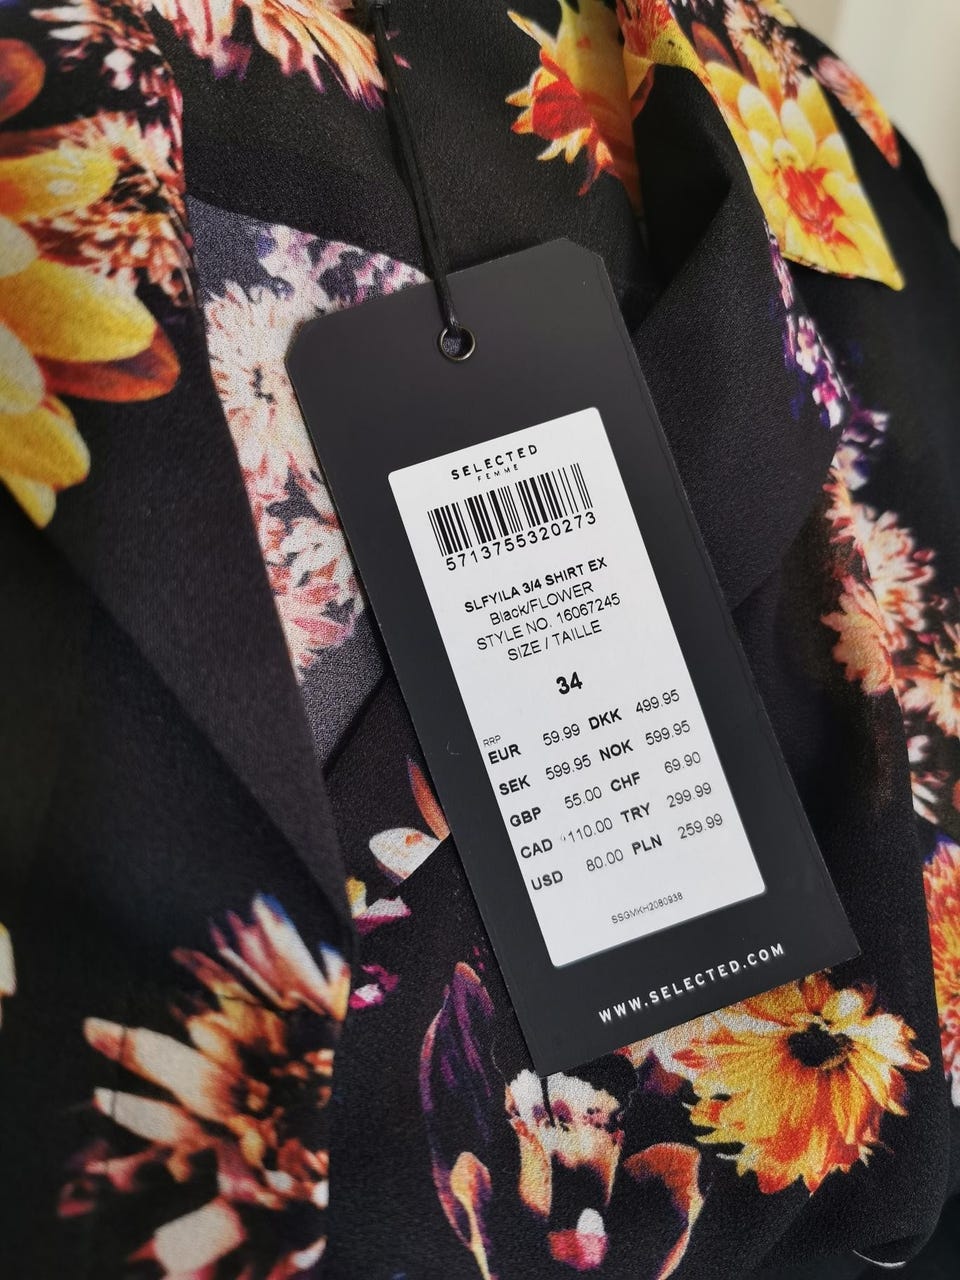 SELECTED
FEMME
5713755320273
SLFYILA 3/4 SHIRT EX
Black/FLOWER
STYLE NO. 16067245
SIZE / TAILLE
34
RRP
EUR 59.99 DKK 499.95
SEK 599.95 NOK 599.95
GBP 55.00 CHF 69.90
CAD 110.00 TRY 299.99
USD 80.00 PLN 259.99
SSGMKH2080938
WWW.SELECTED.COM